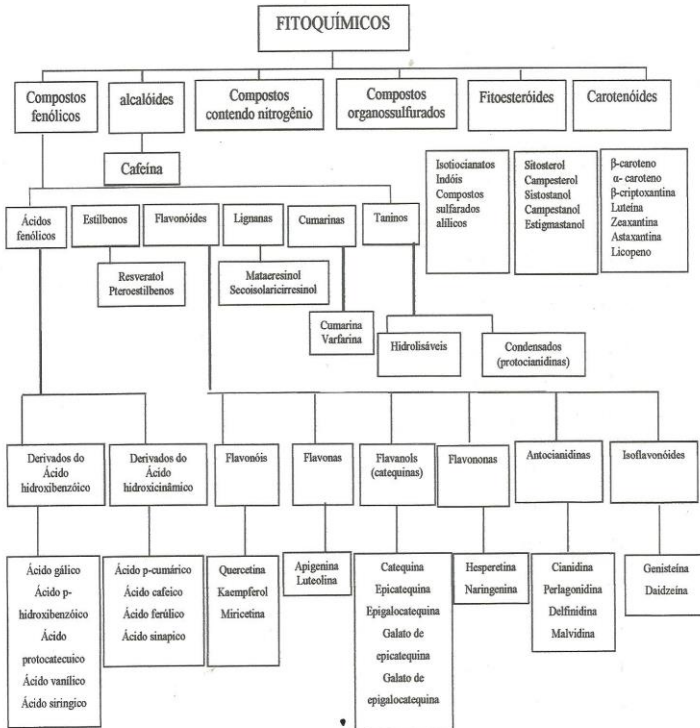 FITOQUÍMICOS
Compostos
fenólicos
alcalóides
Compostos
contendo nitrogênio
Compostos
organossulfurados
Fitoesteróides
Carotenóides
Cafeína
Isotiocianatos
Indóis
Compostos
sulfarados
alílicos
Sitosterol
Campesterol
Sistostanol
Campestanol
Estigmastanol
β-caroteno
α- caroteno
β-criptoxantina
Luteína
Zeaxantina
Astaxantina
Licopeno
Ácidos
fenólicos
Estilbenos
Flavonóides
Lignanas
Cumarinas
Taninos
Resveratol
Pteroestilbenos
Mataeresinol
Secoisolaricirresinol
Cumarina
Varfarina
Hidrolisáveis
Condensados
(protocianidinas)
Derivados do
Ácido
hidroxibenzóico
Derivados do
Ácido
hidroxicinâmico
Flavonóis
Flavonas
Flavanols
(catequinas)
Flavononas
Antocianidinas
Isoflavonóides
Ácido gálico
Ácido p-
hidroxibenzóico
Ácido
protocatecuico
Ácido vanílico
Ácido siringico
Ácido p-cumárico
Ácido cafeico
Ácido ferúlico
Ácido sinapico
Quercetina
Kaempferol
Miricetina
Apigenina
Luteolina
Catequina
Epicatequina
Epigalocatequina
Galato de
epicatequina
Galato de
epigalocatequina
Hesperetina
Naringenina
Cianidina
Perlagonidina
Delfinidina
Malvidina
Genisteína
Daidzeína